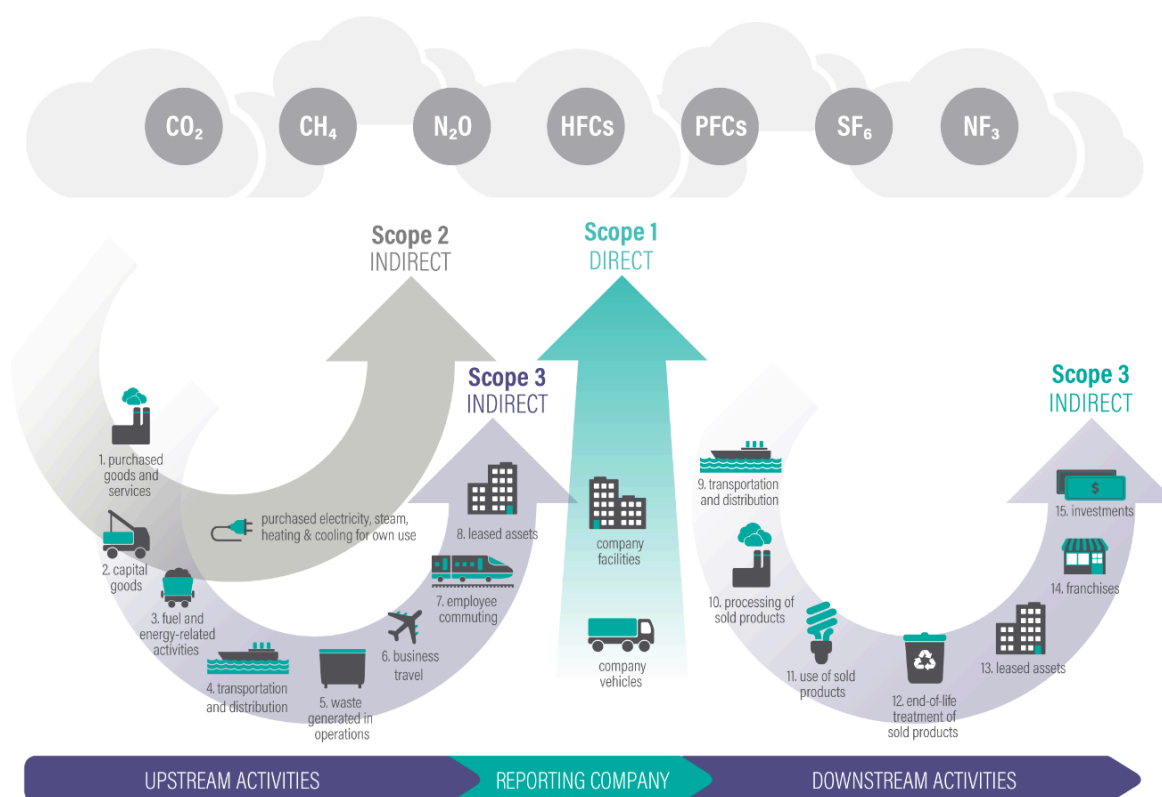 CO₂
CH₄
N₂O
HFCs
PFCs
SF₆
NF₃
Scope 2
INDIRECT
Scope 1
DIRECT
Scope 3
INDIRECT
Scope 3
INDIRECT
1. purchased
goods and
services
2. capital
goods
3. fuel and
energy-related
activities
4. transportation
and distribution
5. waste
generated in
operations
6. business
travel
7. employee
commuting
8. leased assets
purchased electricity, steam,
heating & cooling for own use
company
facilities
company
vehicles
9. transportation
and distribution
10. processing of
sold products
11. use of sold
products
12. end-of-life
treatment of
sold products
13. leased assets
14. franchises
$
15. investments
UPSTREAM ACTIVITIES
REPORTING COMPANY
DOWNSTREAM ACTIVITIES